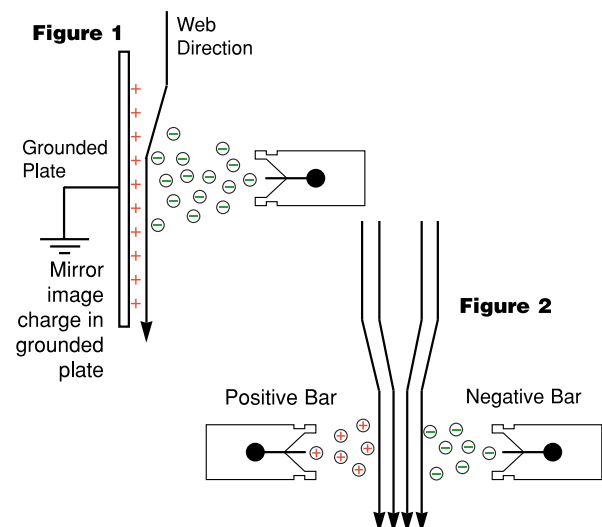 Figure 1
Web
Direction
Grounded
Plate
Mirror
image
charge in
grounded
plate
Figure 2
Positive Bar
Negative Bar